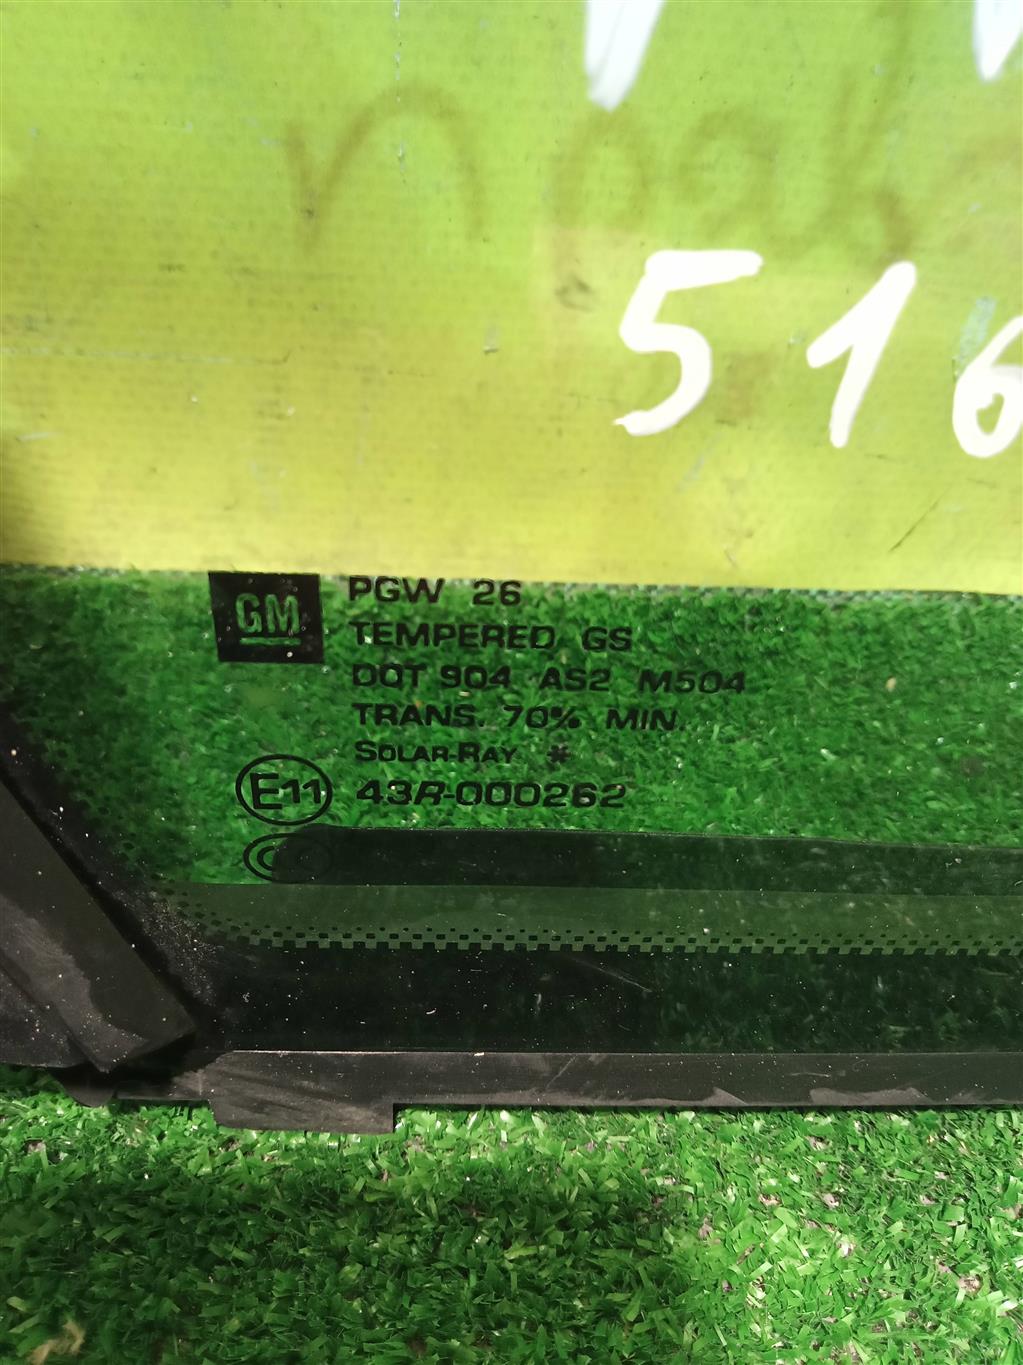 516
GM
PGW 26
TEMPERED GS
DOT 904 AS2 M504
TRANS. 70% MIN.
SOLAR-RAY *
E11 43R-000262